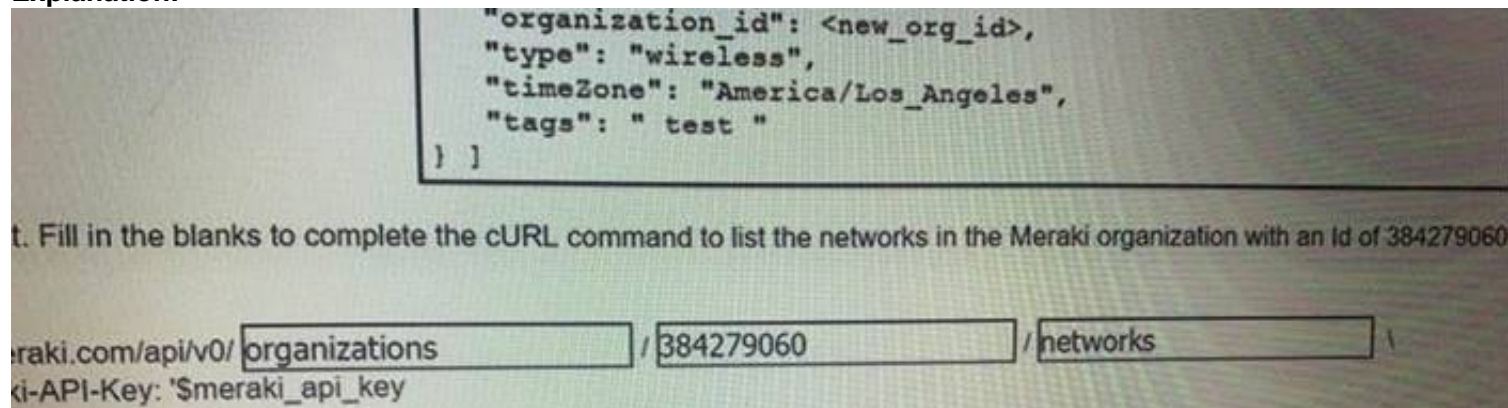 Explanation:
"organization_id": <new_org_id>,
"type": "wireless",
"timeZone": "America/Los_Angeles",
"tags": " test "
} ]
t. Fill in the blanks to complete the cURL command to list the networks in the Meraki organization with an Id of 384279060
eraki.com/api/v0/ organizations / 384279060 / networks \
ki-API-Key: '$meraki_api_key